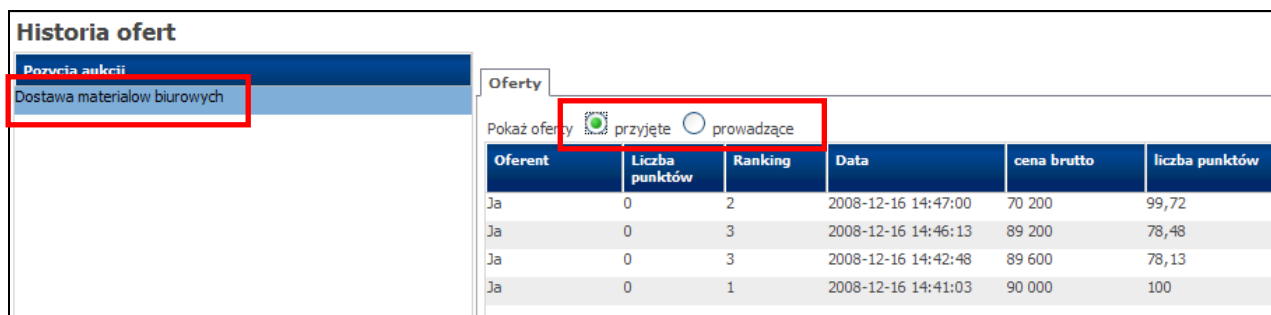 Historia ofert
Pozycja aukcji
Dostawa materialow biurowych
Oferty
Pokaż oferty przyjęte prowadzące
Oferent Liczba punktów Ranking Data cena brutto liczba punktów
Ja 0 2 2008-12-16 14:47:00 70 200 99,72
Ja 0 3 2008-12-16 14:46:13 89 200 78,48
Ja 0 3 2008-12-16 14:42:48 89 600 78,13
Ja 0 1 2008-12-16 14:41:03 90 000 100